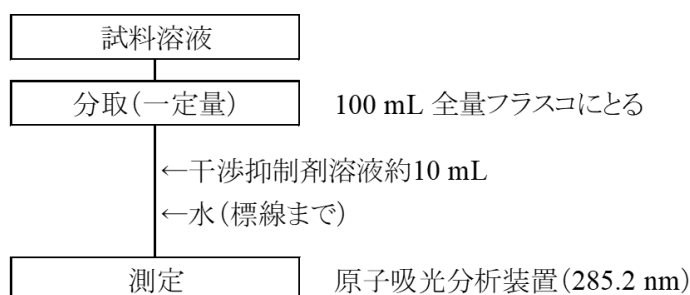 試料溶液
分取(一定量) 100 mL 全量フラスコにとる
←干渉抑制剤溶液約10 mL
←水(標線まで)
測定 原子吸光分析装置(285.2 nm)